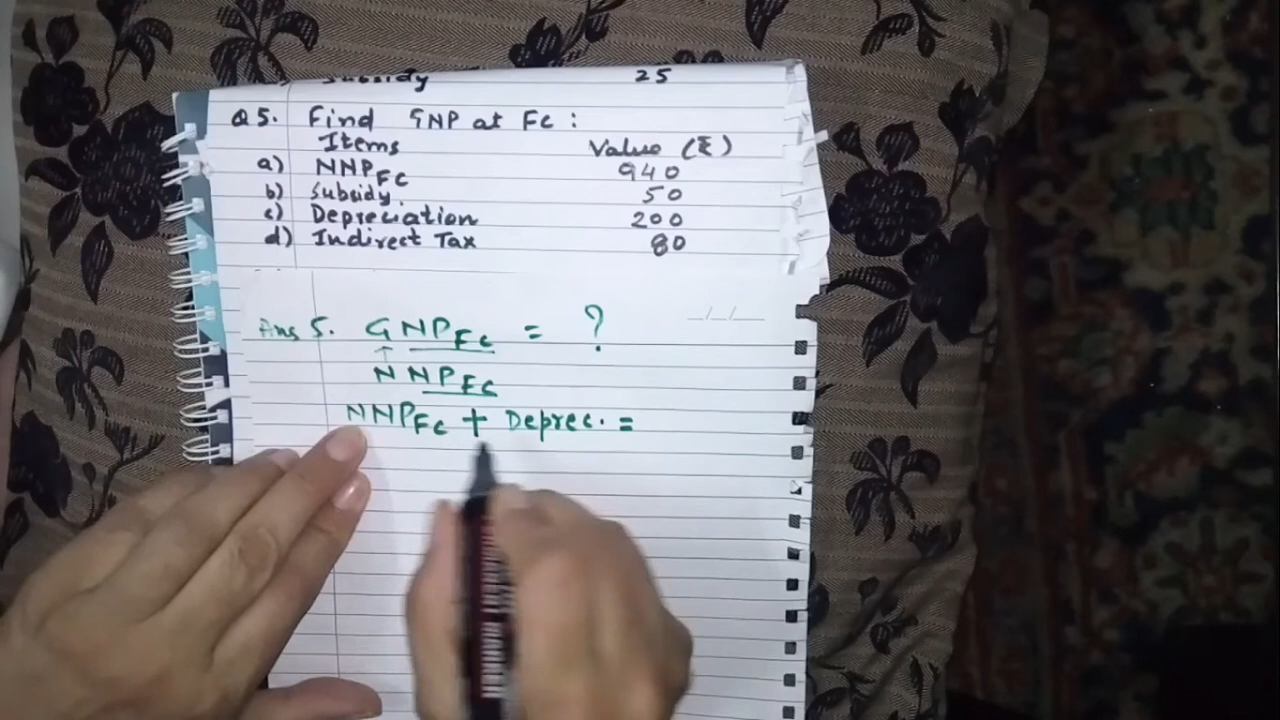 Subsidy 25
Q5. Find GNP at FC :
Items Value (₹)
a) NNPFC 940
b) Subsidy 50
c) Depreciation 200
d) Indirect Tax 80
Ans 5. GNPFC = ?
NNPFC
NNPFC + Deprec. =